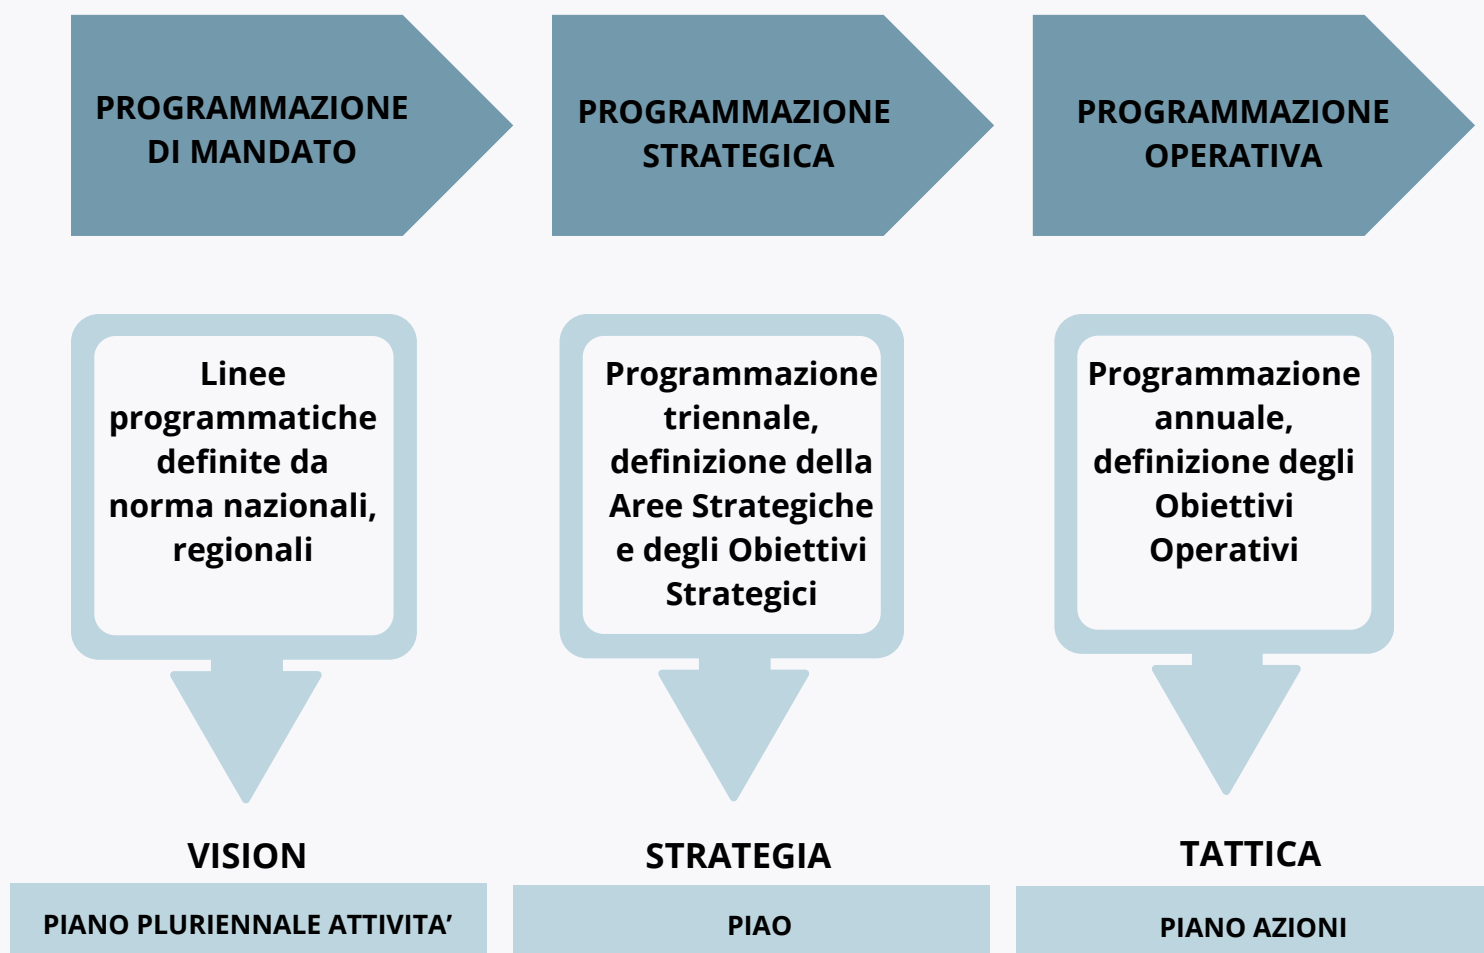 PROGRAMMAZIONE
DI MANDATO
PROGRAMMAZIONE
STRATEGICA
PROGRAMMAZIONE
OPERATIVA
Linee
programmatiche
definite da
norma nazionali,
regionali
Programmazione
triennale,
definizione della
Aree Strategiche
e degli Obiettivi
Strategici
Programmazione
annuale,
definizione degli
Obiettivi
Operativi
VISION
STRATEGIA
TATTICA
PIANO PLURIENNALE ATTIVITA’
PIAO
PIANO AZIONI